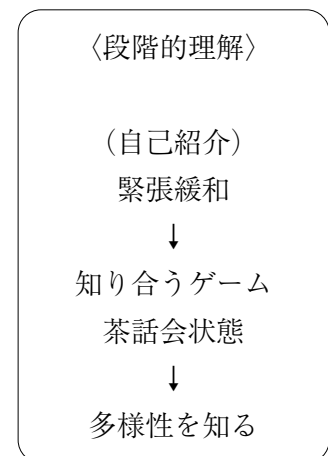 〈段階的理解〉
（自己紹介）
緊張緩和
↓
知り合うゲーム
茶話会状態
↓
多様性を知る